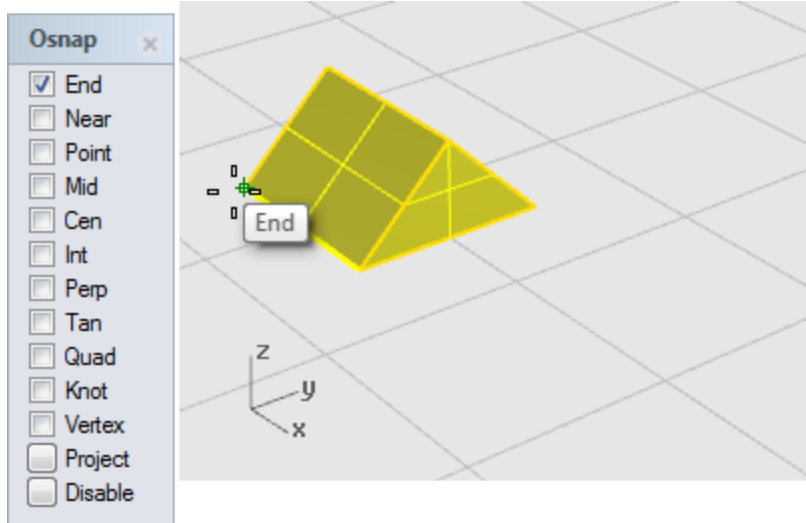 Osnap
End
Near
Point
Mid
Cen
Int
Perp
Tan
Quad
Knot
Vertex
Project
Disable
End
z
y
x